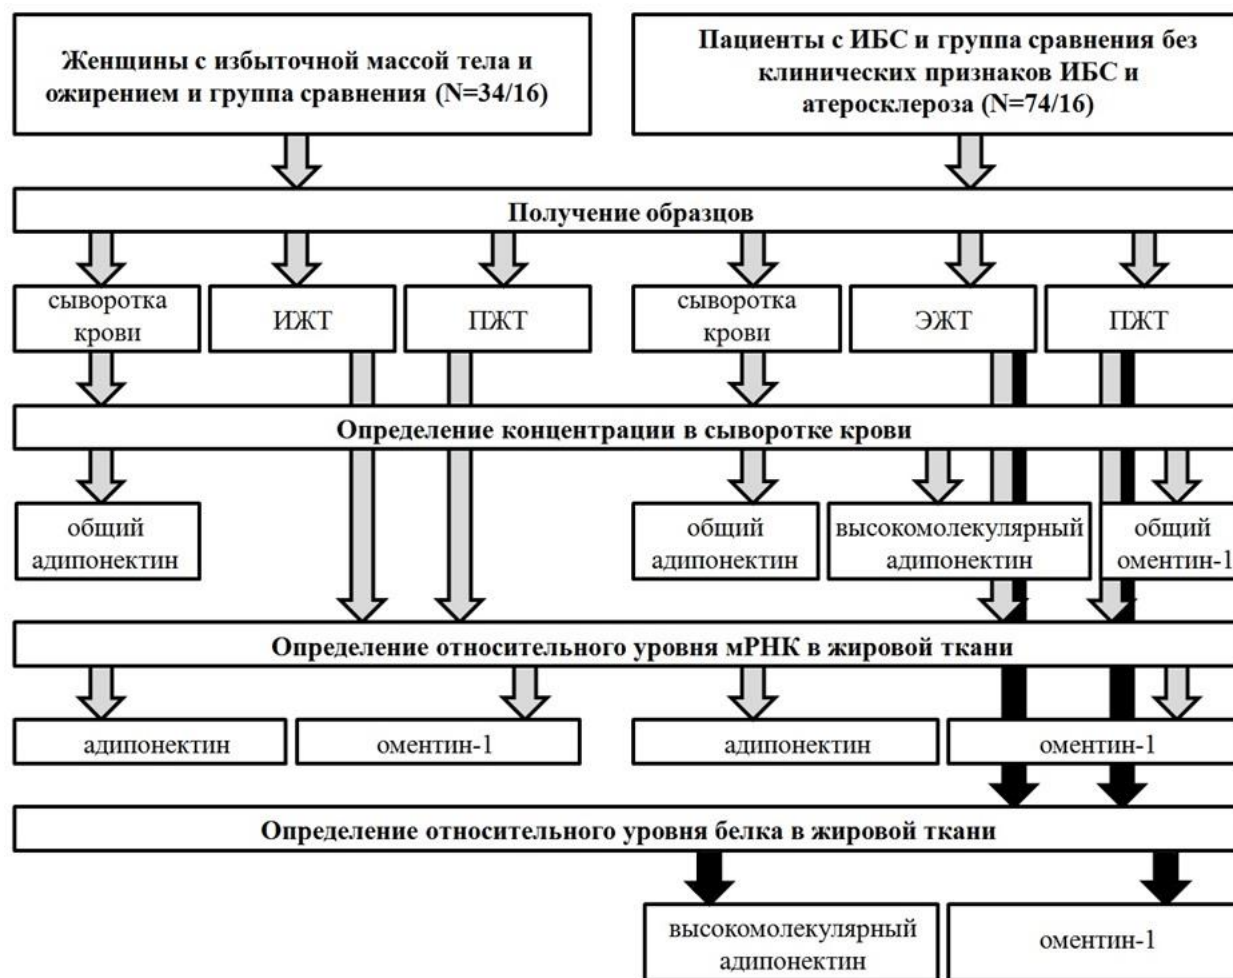 Женщины с избыточной массой тела и
ожирением и группа сравнения (N=34/16)
Пациенты с ИБС и группа сравнения без
клинических признаков ИБС и
атеросклероза (N=74/16)
Получение образцов
сыворотка
крови
ИЖТ
ПЖТ
сыворотка
крови
ЭЖТ
ПЖТ
Определение концентрации в сыворотке крови
общий
адипонектин
общий
адипонектин
высокомолекулярный
адипонектин
общий
оментин-1
Определение относительного уровня мРНК в жировой ткани
адипонектин
оментин-1
адипонектин
оментин-1
Определение относительного уровня белка в жировой ткани
высокомолекулярный
адипонектин
оментин-1